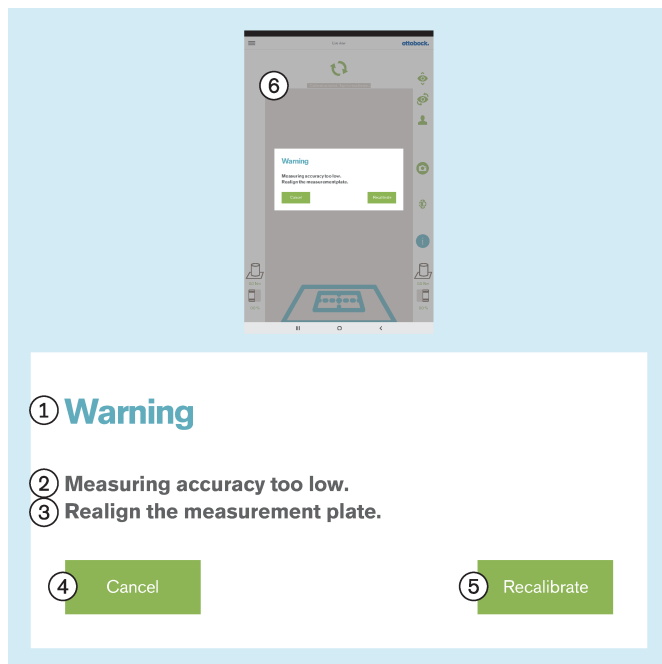 ottobock.
6
Warning
Measuring accuracy too low.
Realign the measurement plate.
Cancel
Recalibrate
1 Warning
2 Measuring accuracy too low.
3 Realign the measurement plate.
4 Cancel
5 Recalibrate